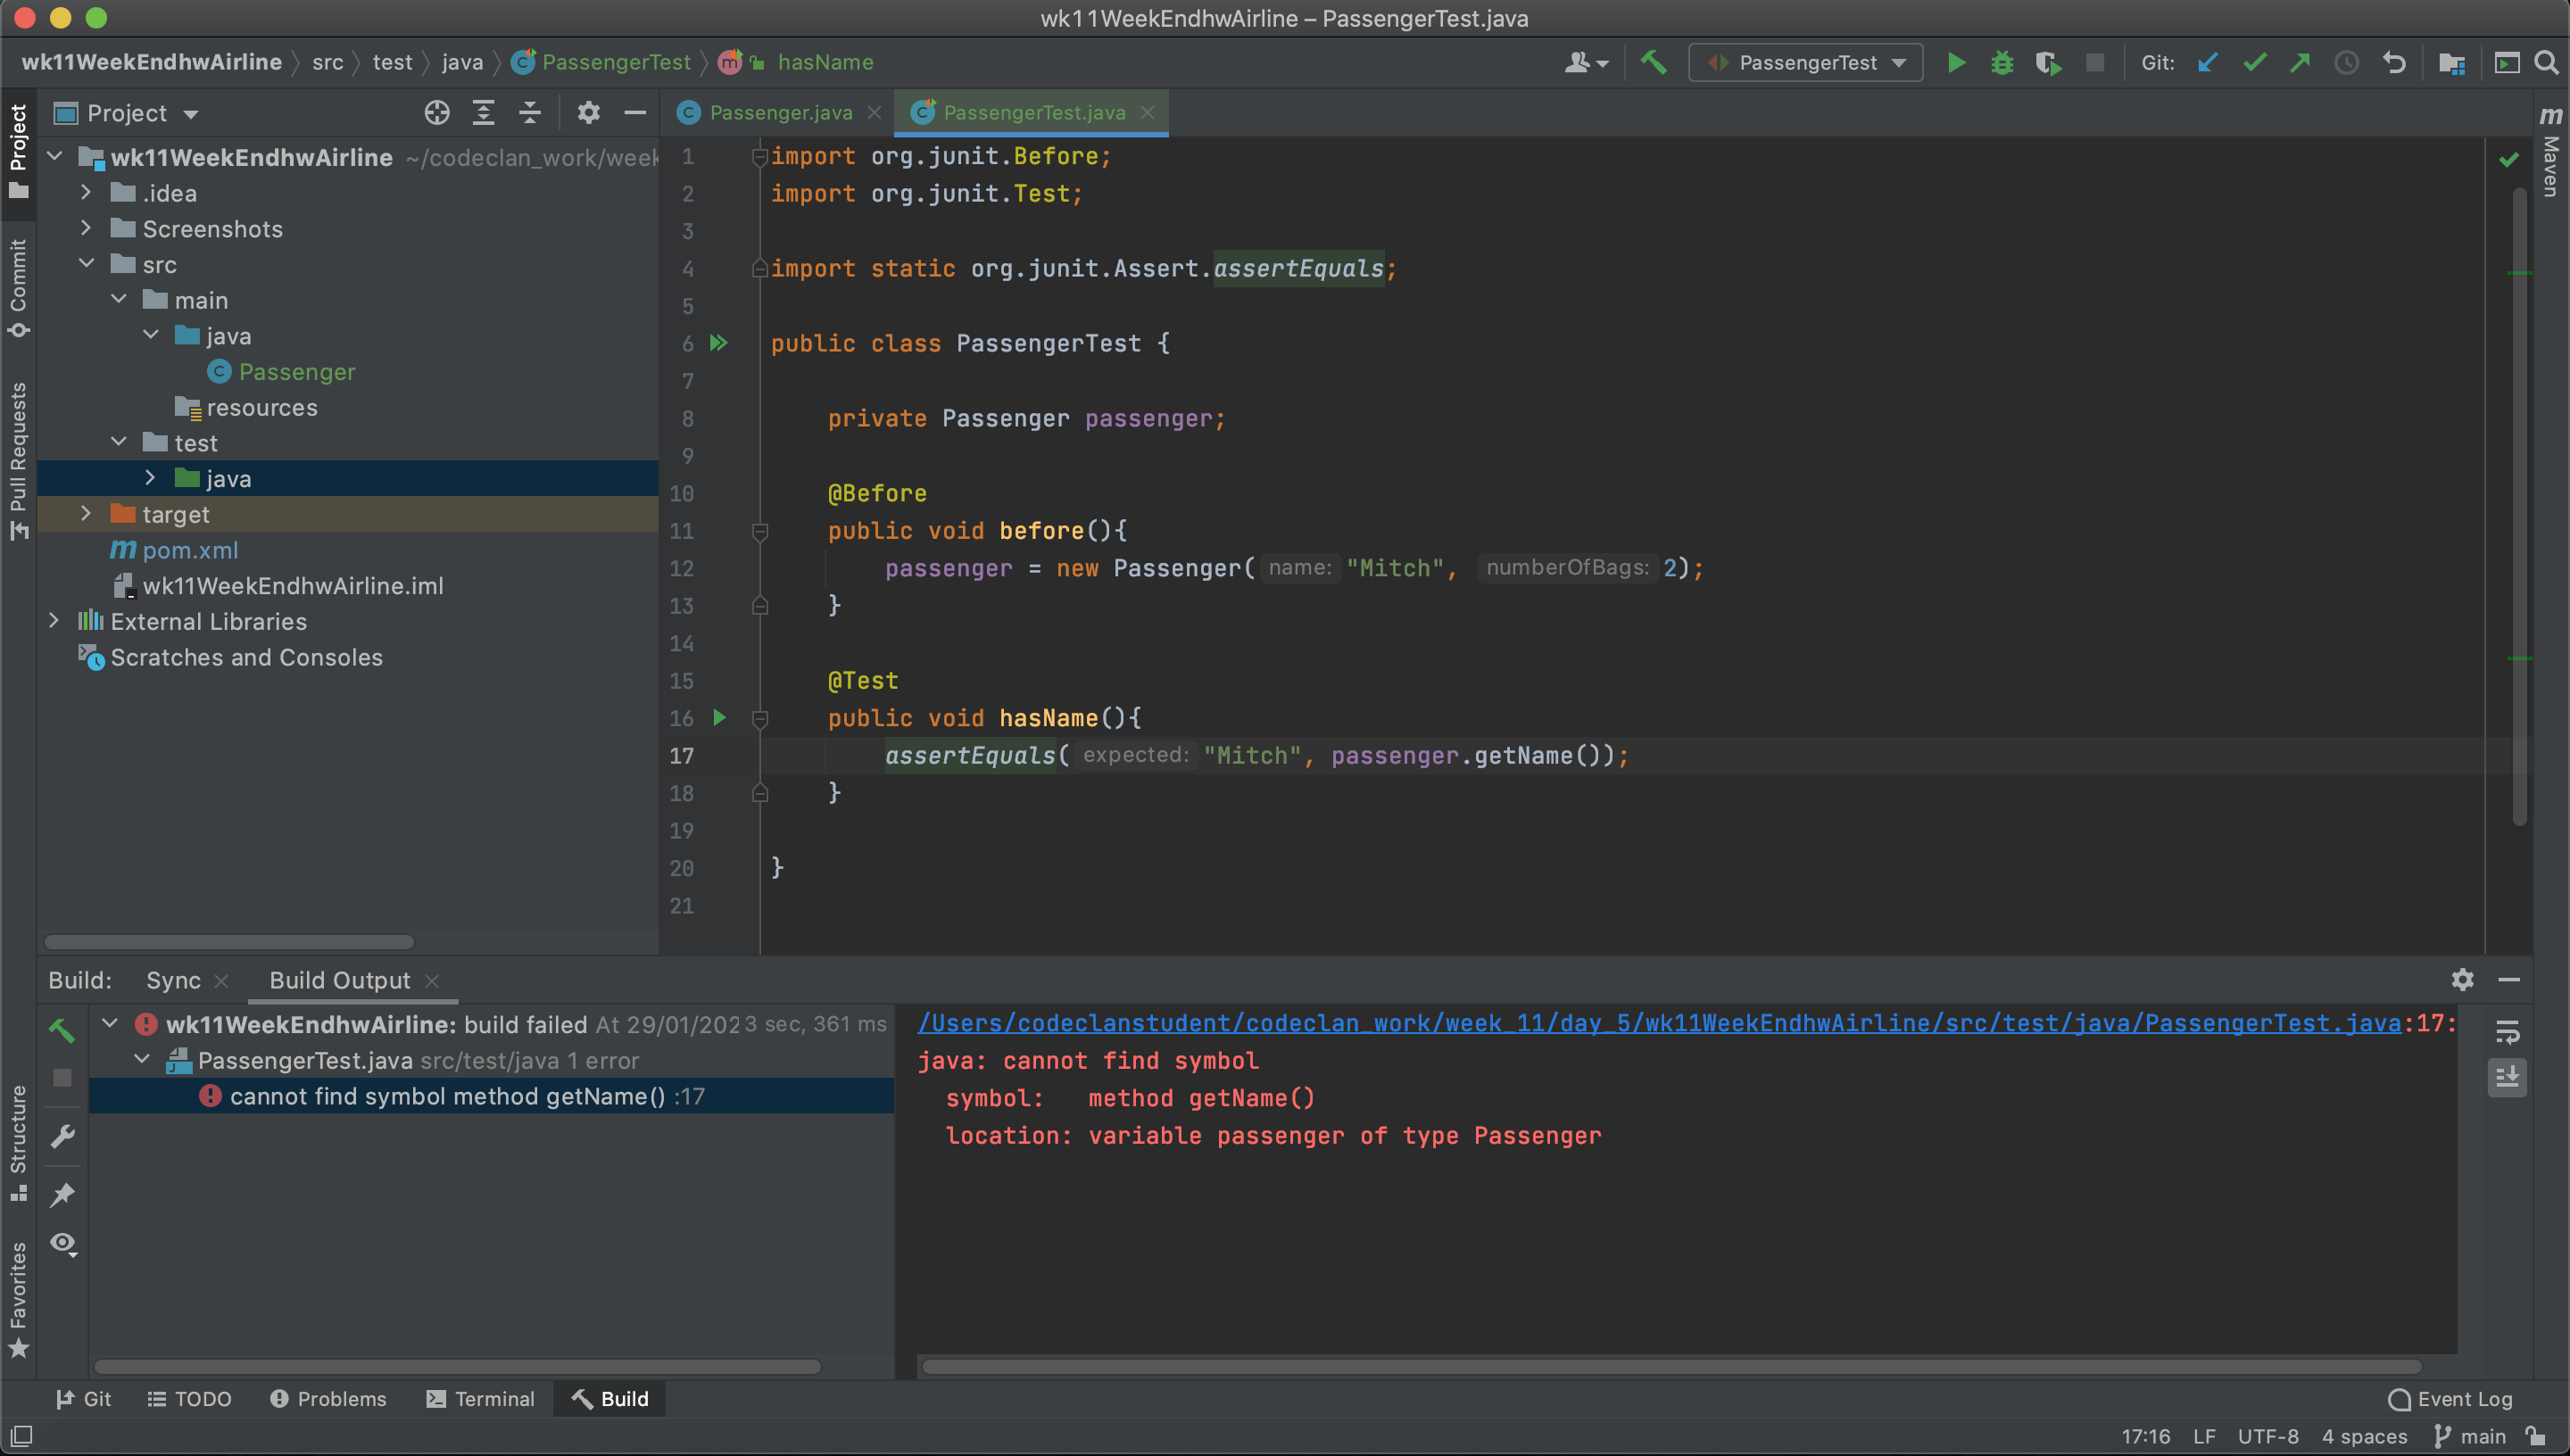 wk11WeekEndhwAirline – PassengerTest.java
wk11WeekEndhwAirline src test java PassengerTest m hasName
PassengerTest Git:
Project
Commit
Pull Requests
Structure
Favorites
Project
wk11WeekEndhwAirline ~/codeclan_work/week
.idea
Screenshots
src
main
java
Passenger
resources
test
java
target
pom.xml
wk11WeekEndhwAirline.iml
External Libraries
Scratches and Consoles
Passenger.java PassengerTest.java
1 import org.junit.Before;
2 import org.junit.Test;
3
4 import static org.junit.Assert.assertEquals;
5
6 public class PassengerTest {
7
8 private Passenger passenger;
9
10 @Before
11 public void before(){
12 passenger = new Passenger( name: "Mitch", numberOfBags: 2);
13 }
14
15 @Test
16 public void hasName(){
17 assertEquals( expected: "Mitch", passenger.getName());
18 }
19
20 }
21
m Maven
Build: Sync Build Output
wk11WeekEndhwAirline: build failed At 29/01/202 3 sec, 361 ms
PassengerTest.java src/test/java 1 error
cannot find symbol method getName() :17
/Users/codeclanstudent/codeclan_work/week_11/day_5/wk11WeekEndhwAirline/src/test/java/PassengerTest.java:17:
java: cannot find symbol
symbol: method getName()
location: variable passenger of type Passenger
Git TODO Problems Terminal Build Event Log
17:16 LF UTF-8 4 spaces main